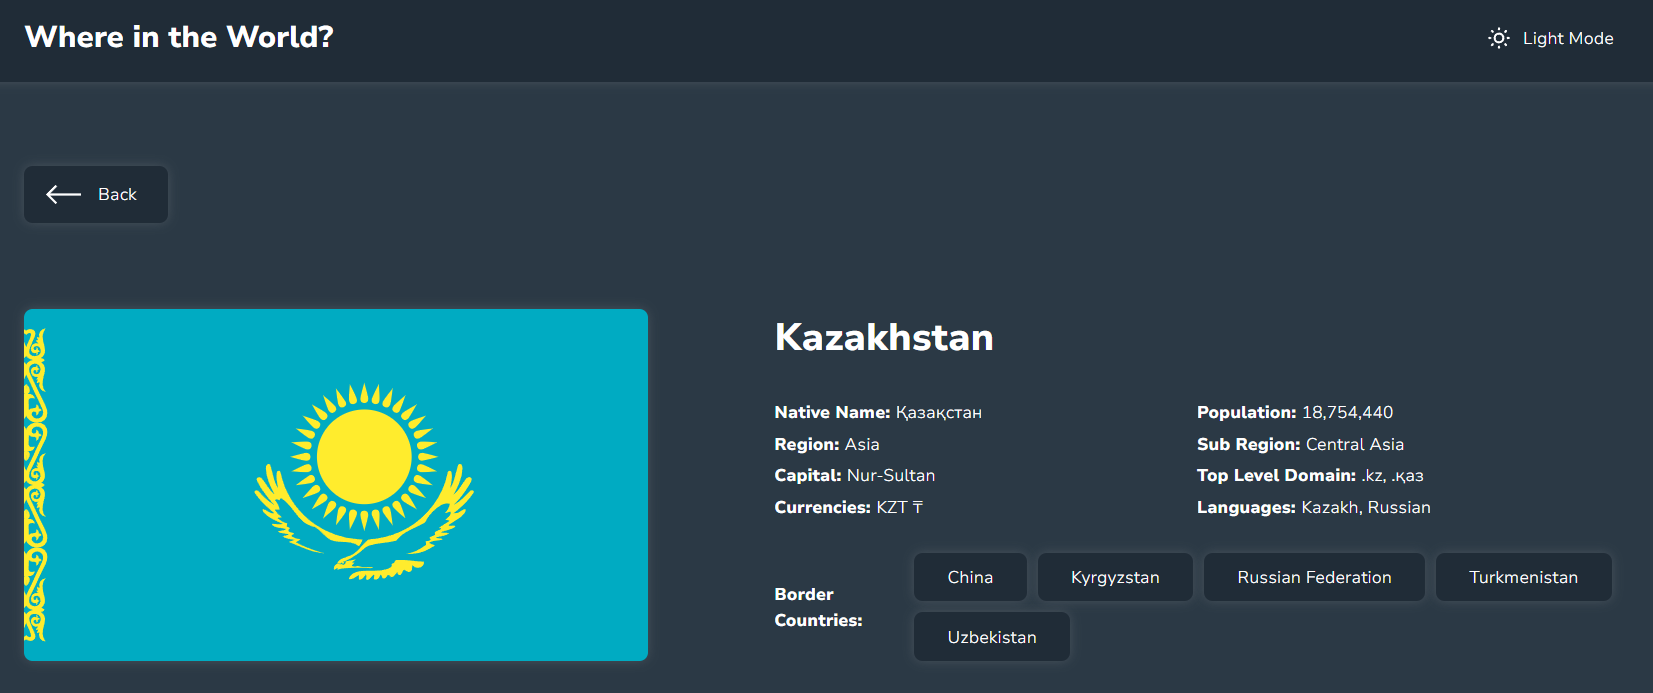 Where in the World?
Light Mode
Back
Kazakhstan
Native Name: Қазақстан
Region: Asia
Capital: Nur-Sultan
Currencies: KZT ₸
Population: 18,754,440
Sub Region: Central Asia
Top Level Domain: .kz, .қаз
Languages: Kazakh, Russian
Border
Countries:
China
Kyrgyzstan
Russian Federation
Turkmenistan
Uzbekistan